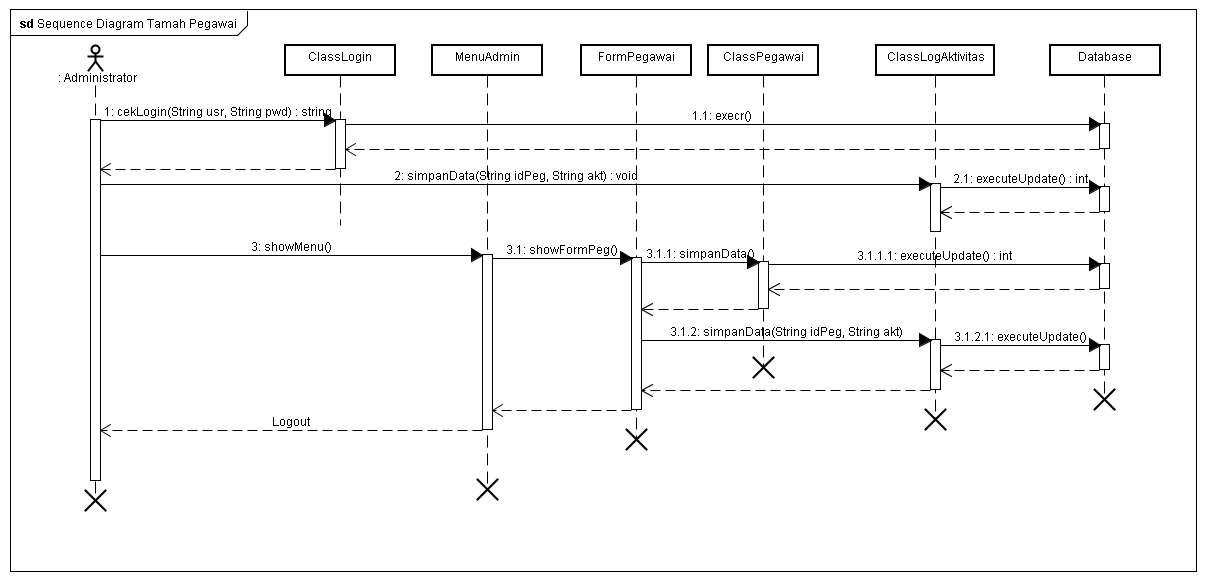 sd Sequence Diagram Tamah Pegawai
: Administrator
ClassLogin
MenuAdmin
FormPegawai
ClassPegawai
ClassLogAktivitas
Database
1: cekLogin(String usr, String pwd) : string
1.1: execr()
2: simpanData(String idPeg, String akt) : void
2.1: executeUpdate() : int
3: showMenu()
3.1: showFormPeg()
3.1.1: simpanData()
3.1.1.1: executeUpdate() : int
3.1.2: simpanData(String idPeg, String akt)
3.1.2.1: executeUpdate()
Logout